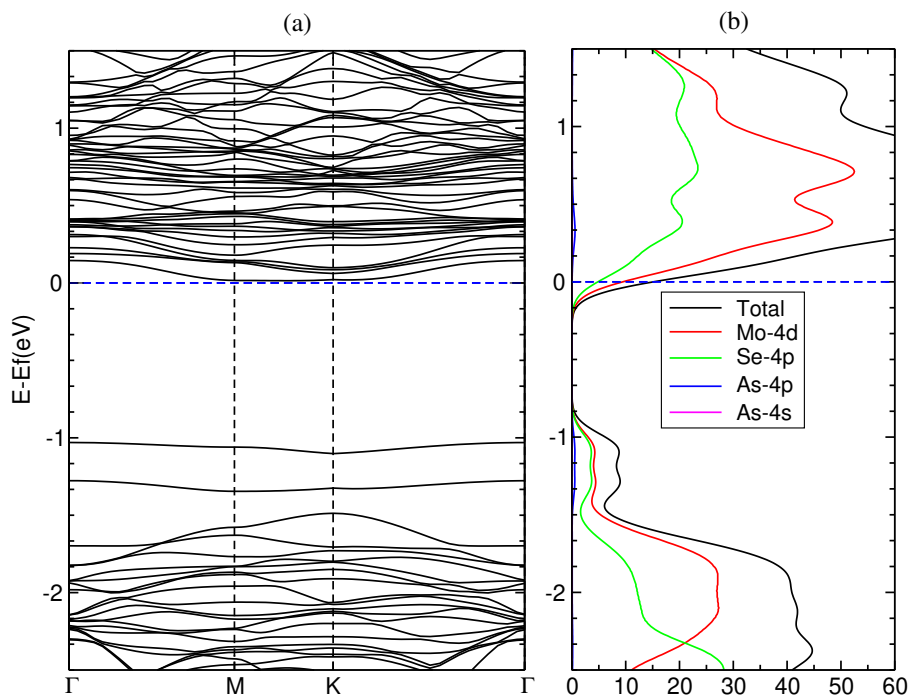 (a)
(b)
E-Ef(eV)
1
0
-1
-2
Γ
M
K
Γ
1
0
-1
-2
0
10
20
30
40
50
60
Total
Mo-4d
Se-4p
As-4p
As-4s